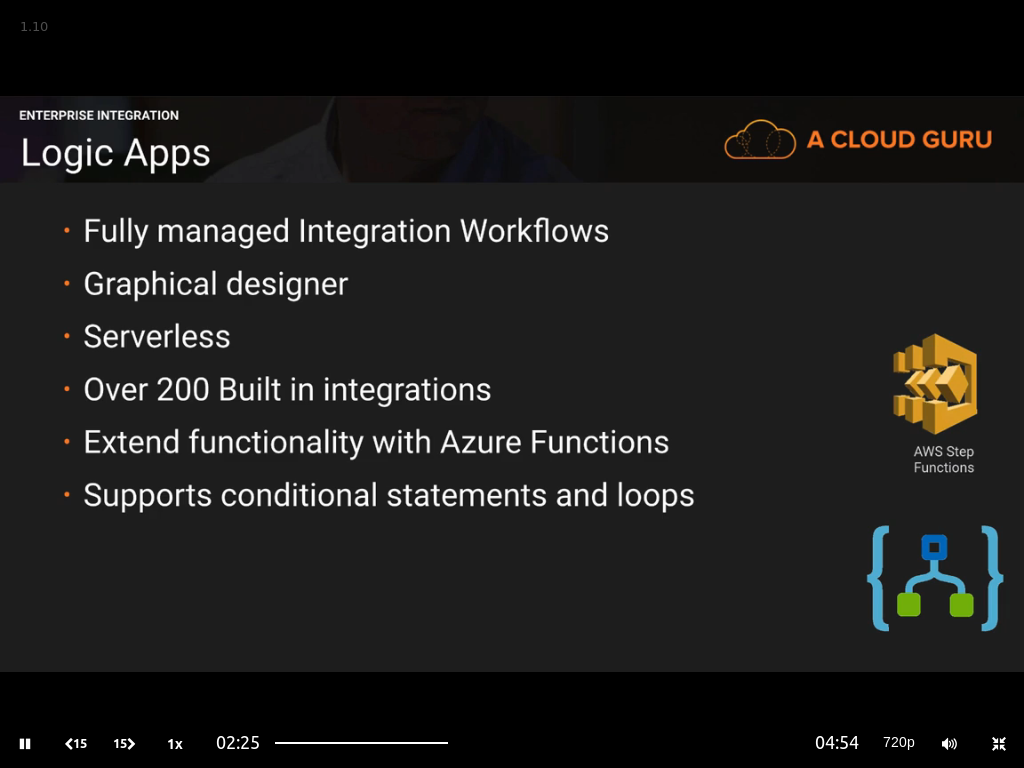 1.10
ENTERPRISE INTEGRATION
Logic Apps
A CLOUD GURU
• Fully managed Integration Workflows
• Graphical designer
• Serverless
• Over 200 Built in integrations
• Extend functionality with Azure Functions
• Supports conditional statements and loops
AWS Step
Functions
15 15 1x 02:25 04:54 720p